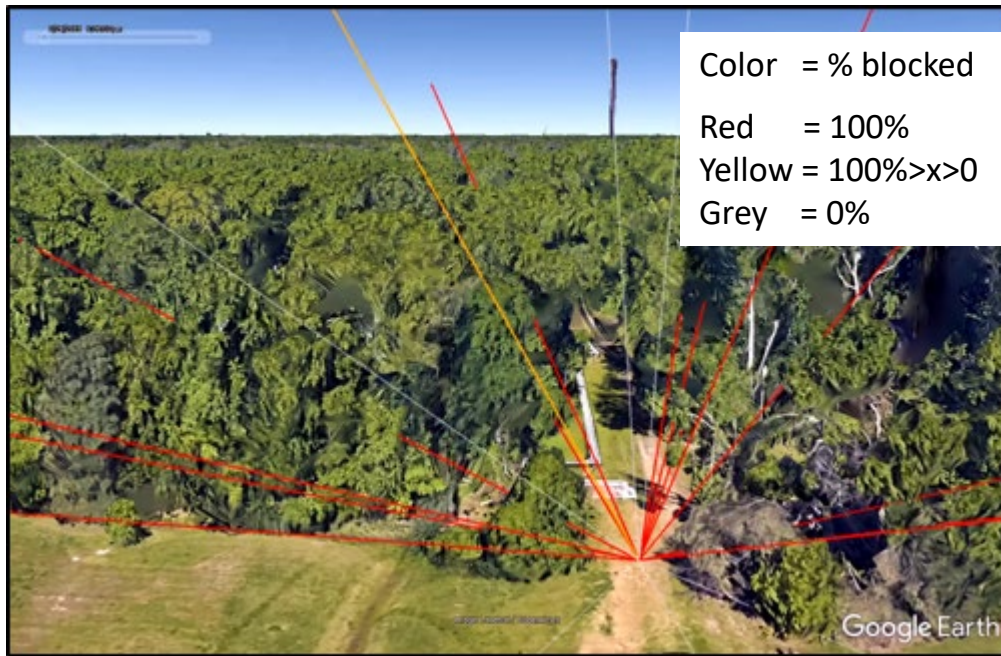 Color = % blocked
Red = 100%
Yellow = 100%>x>0
Grey = 0%
Google Earth